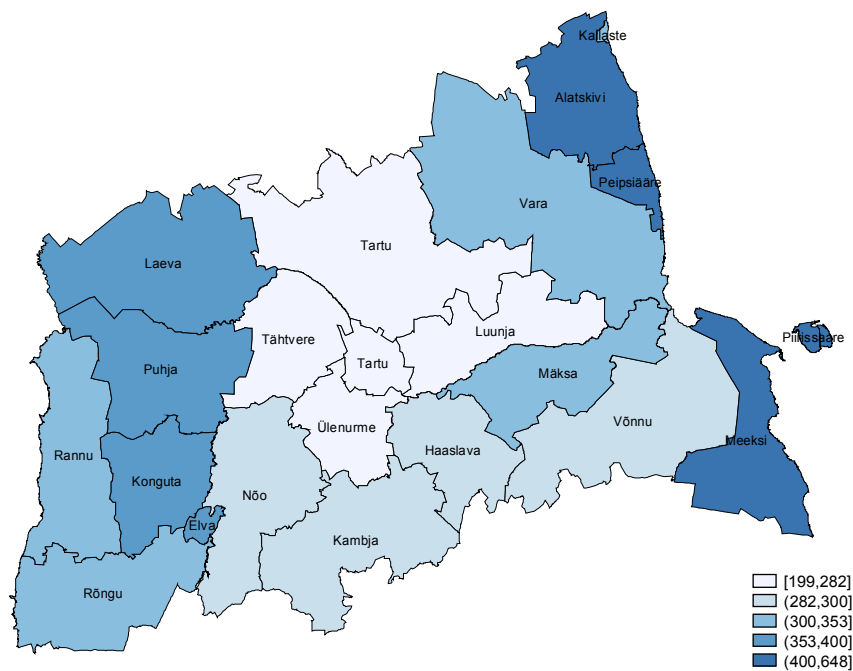 Kallaste
Alatskivi
Peipsiääre
Vara
Tartu
Laeva
Luunja
Piirissaare
Tähtvere
Tartu
Puhja
Mäksa
Võnnu
Ülenurme
Meeksi
Haaslava
Rannu
Konguta
Nõo
Elva
Kambja
Rõngu
[199,282]
(282,300]
(300,353]
(353,400]
(400,648]